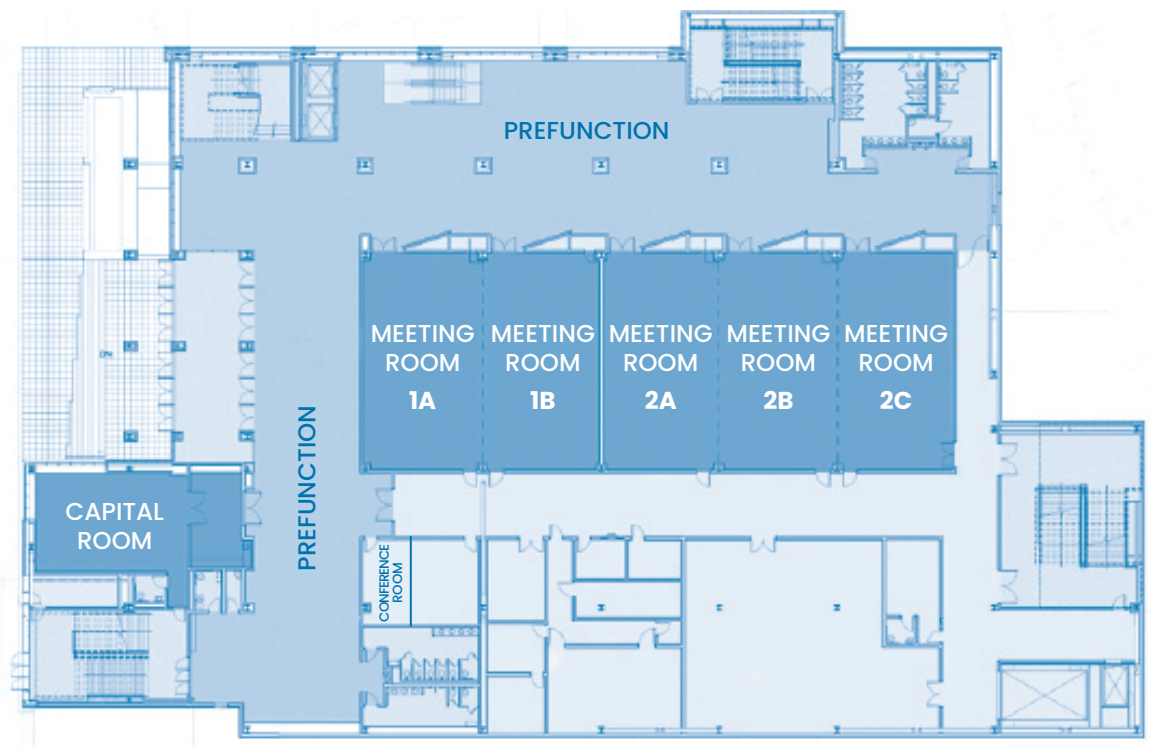 PREFUNCTION
MEETING
ROOM
1A
MEETING
ROOM
1B
MEETING
ROOM
2A
MEETING
ROOM
2B
MEETING
ROOM
2C
PREFUNCTION
CAPITAL
ROOM
CONFERENCE
ROOM